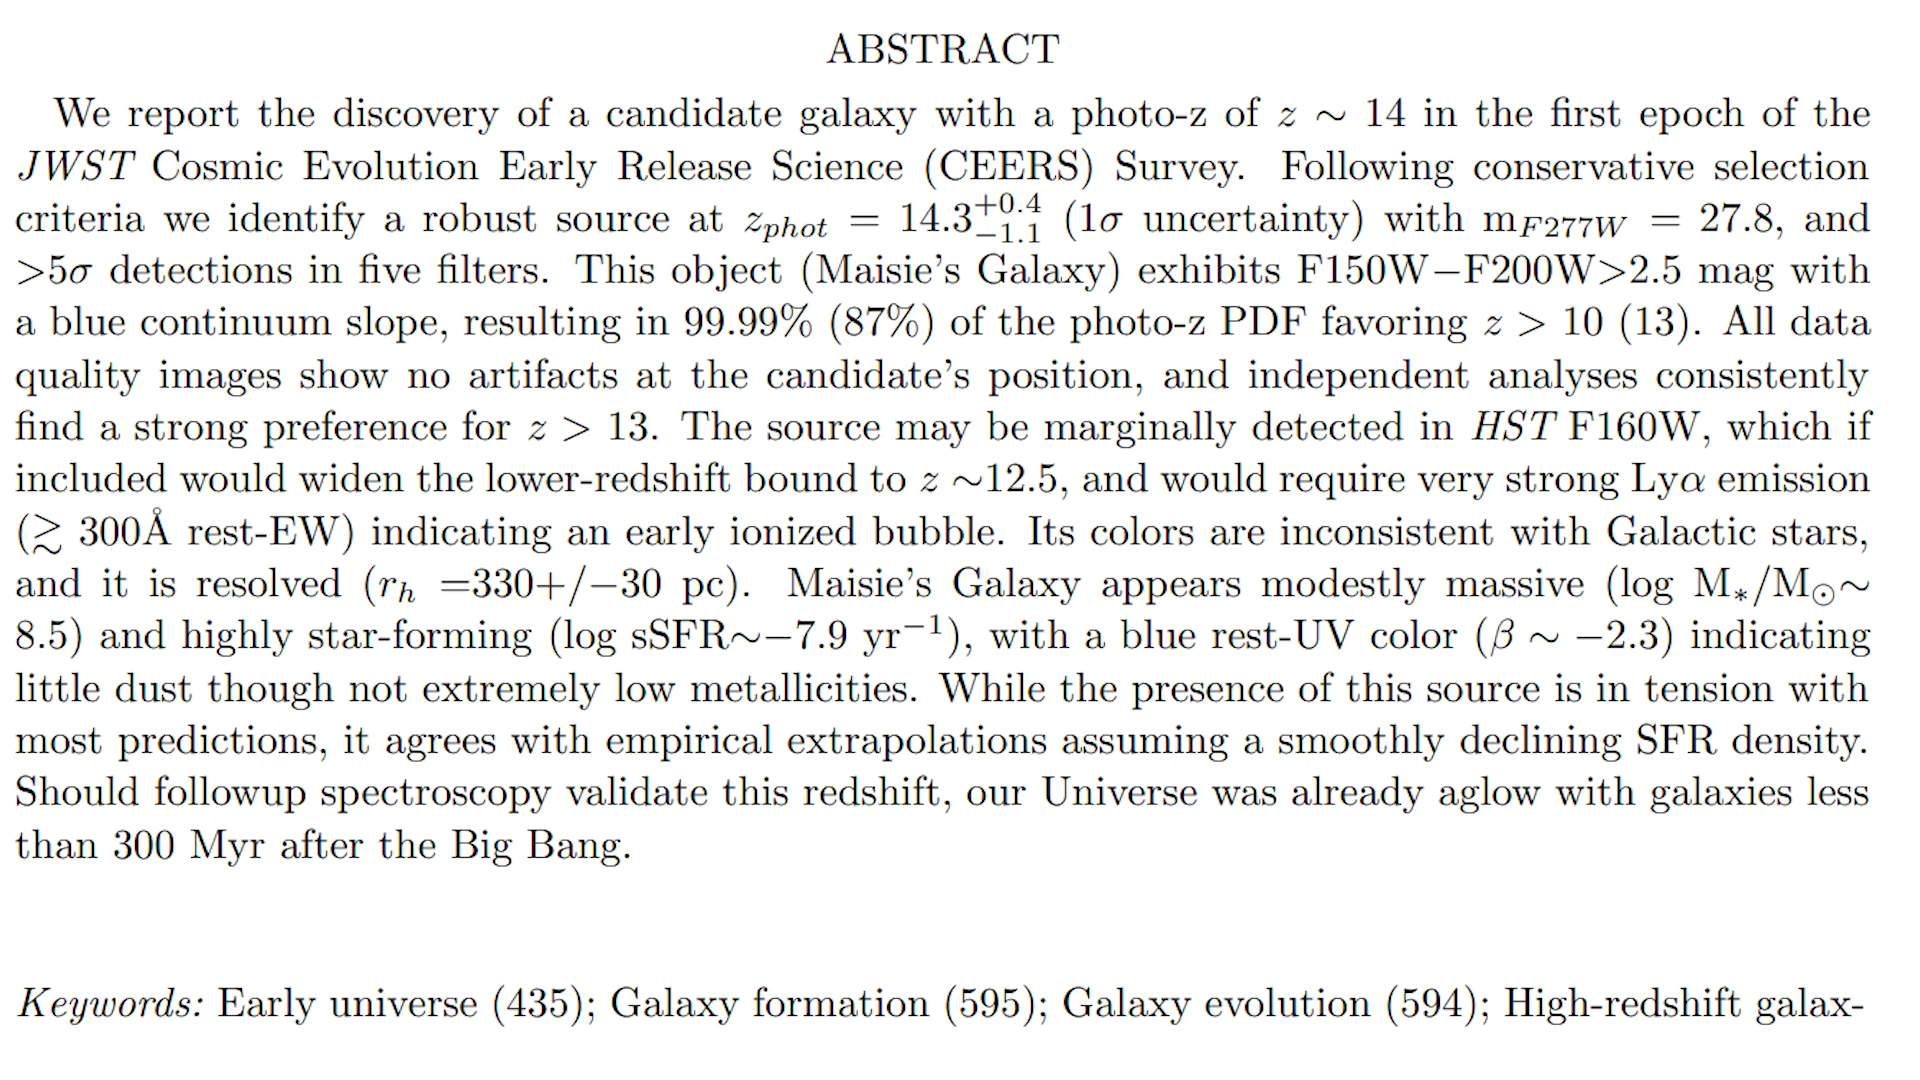 ABSTRACT
We report the discovery of a candidate galaxy with a photo-z of z ∼ 14 in the first epoch of the
JWST Cosmic Evolution Early Release Science (CEERS) Survey. Following conservative selection
criteria we identify a robust source at z_phot = 14.3^{+0.4}_{−1.1} (1σ uncertainty) with m_F277W = 27.8, and
>5σ detections in five filters. This object (Maisie’s Galaxy) exhibits F150W−F200W>2.5 mag with
a blue continuum slope, resulting in 99.99% (87%) of the photo-z PDF favoring z > 10 (13). All data
quality images show no artifacts at the candidate’s position, and independent analyses consistently
find a strong preference for z > 13. The source may be marginally detected in HST F160W, which if
included would widen the lower-redshift bound to z ∼12.5, and would require very strong Lyα emission
(≳ 300Å rest-EW) indicating an early ionized bubble. Its colors are inconsistent with Galactic stars,
and it is resolved (r_h =330+/−30 pc). Maisie’s Galaxy appears modestly massive (log M_*/M_⊙∼
8.5) and highly star-forming (log sSFR∼−7.9 yr^{−1}), with a blue rest-UV color (β ∼ −2.3) indicating
little dust though not extremely low metallicities. While the presence of this source is in tension with
most predictions, it agrees with empirical extrapolations assuming a smoothly declining SFR density.
Should followup spectroscopy validate this redshift, our Universe was already aglow with galaxies less
than 300 Myr after the Big Bang.
Keywords: Early universe (435); Galaxy formation (595); Galaxy evolution (594); High-redshift galax-